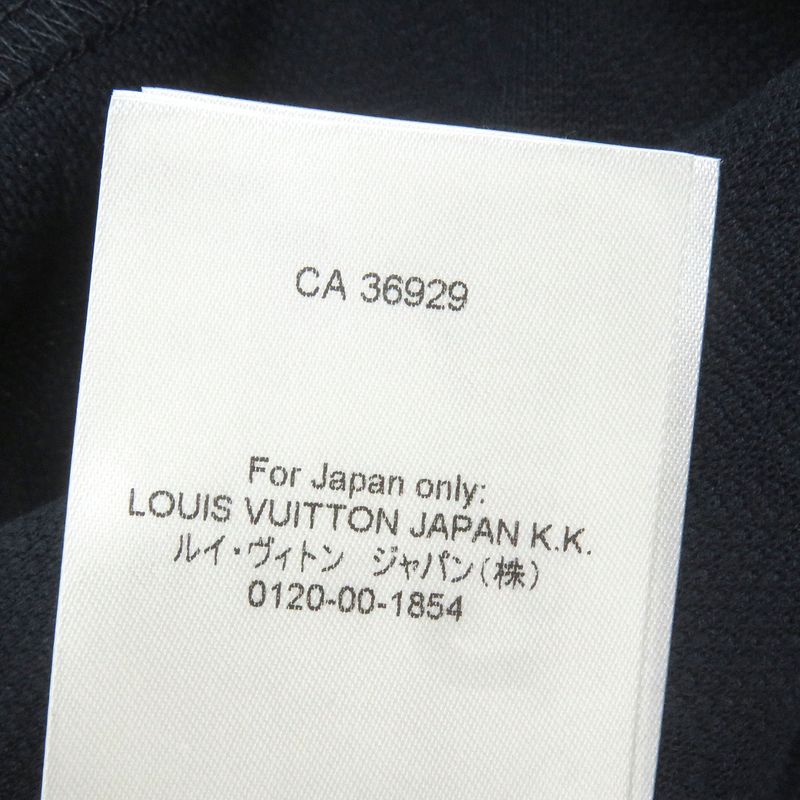 CA 36929
For Japan only:
LOUIS VUITTON JAPAN K.K.
ルイ・ヴィトン ジャパン(株)
0120-00-1854